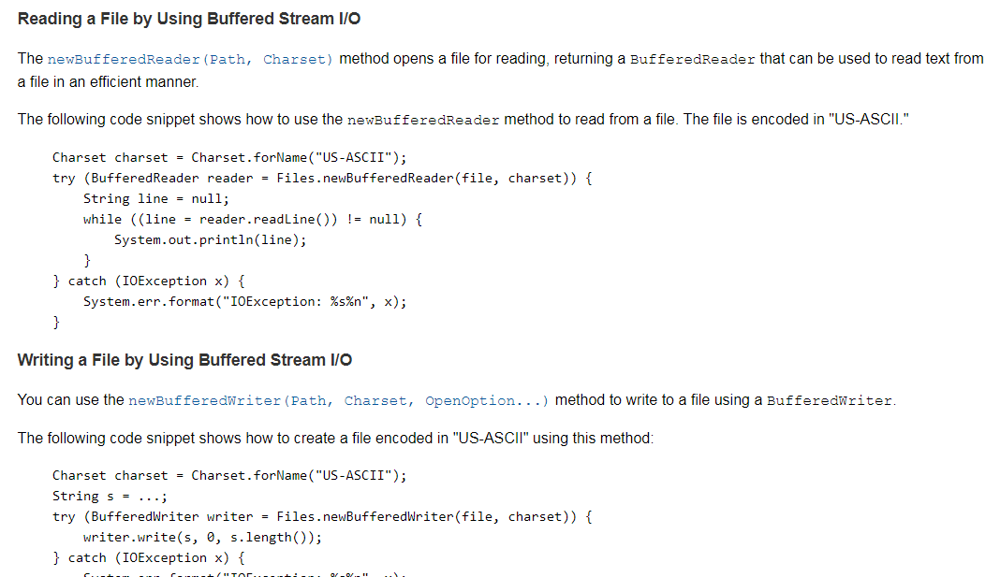 Reading a File by Using Buffered Stream I/O
The newBufferedReader(Path, Charset) method opens a file for reading, returning a BufferedReader that can be used to read text from
a file in an efficient manner.
The following code snippet shows how to use the newBufferedReader method to read from a file. The file is encoded in "US-ASCII."
Charset charset = Charset.forName("US-ASCII");
try (BufferedReader reader = Files.newBufferedReader(file, charset)) {
    String line = null;
    while ((line = reader.readLine()) != null) {
        System.out.println(line);
    }
} catch (IOException x) {
    System.err.format("IOException: %s%n", x);
}
Writing a File by Using Buffered Stream I/O
You can use the newBufferedWriter(Path, Charset, OpenOption...) method to write to a file using a BufferedWriter.
The following code snippet shows how to create a file encoded in "US-ASCII" using this method:
Charset charset = Charset.forName("US-ASCII");
String s = ...;
try (BufferedWriter writer = Files.newBufferedWriter(file, charset)) {
    writer.write(s, 0, s.length());
} catch (IOException x) {
    System.err.format("IOException: %s%n", x);